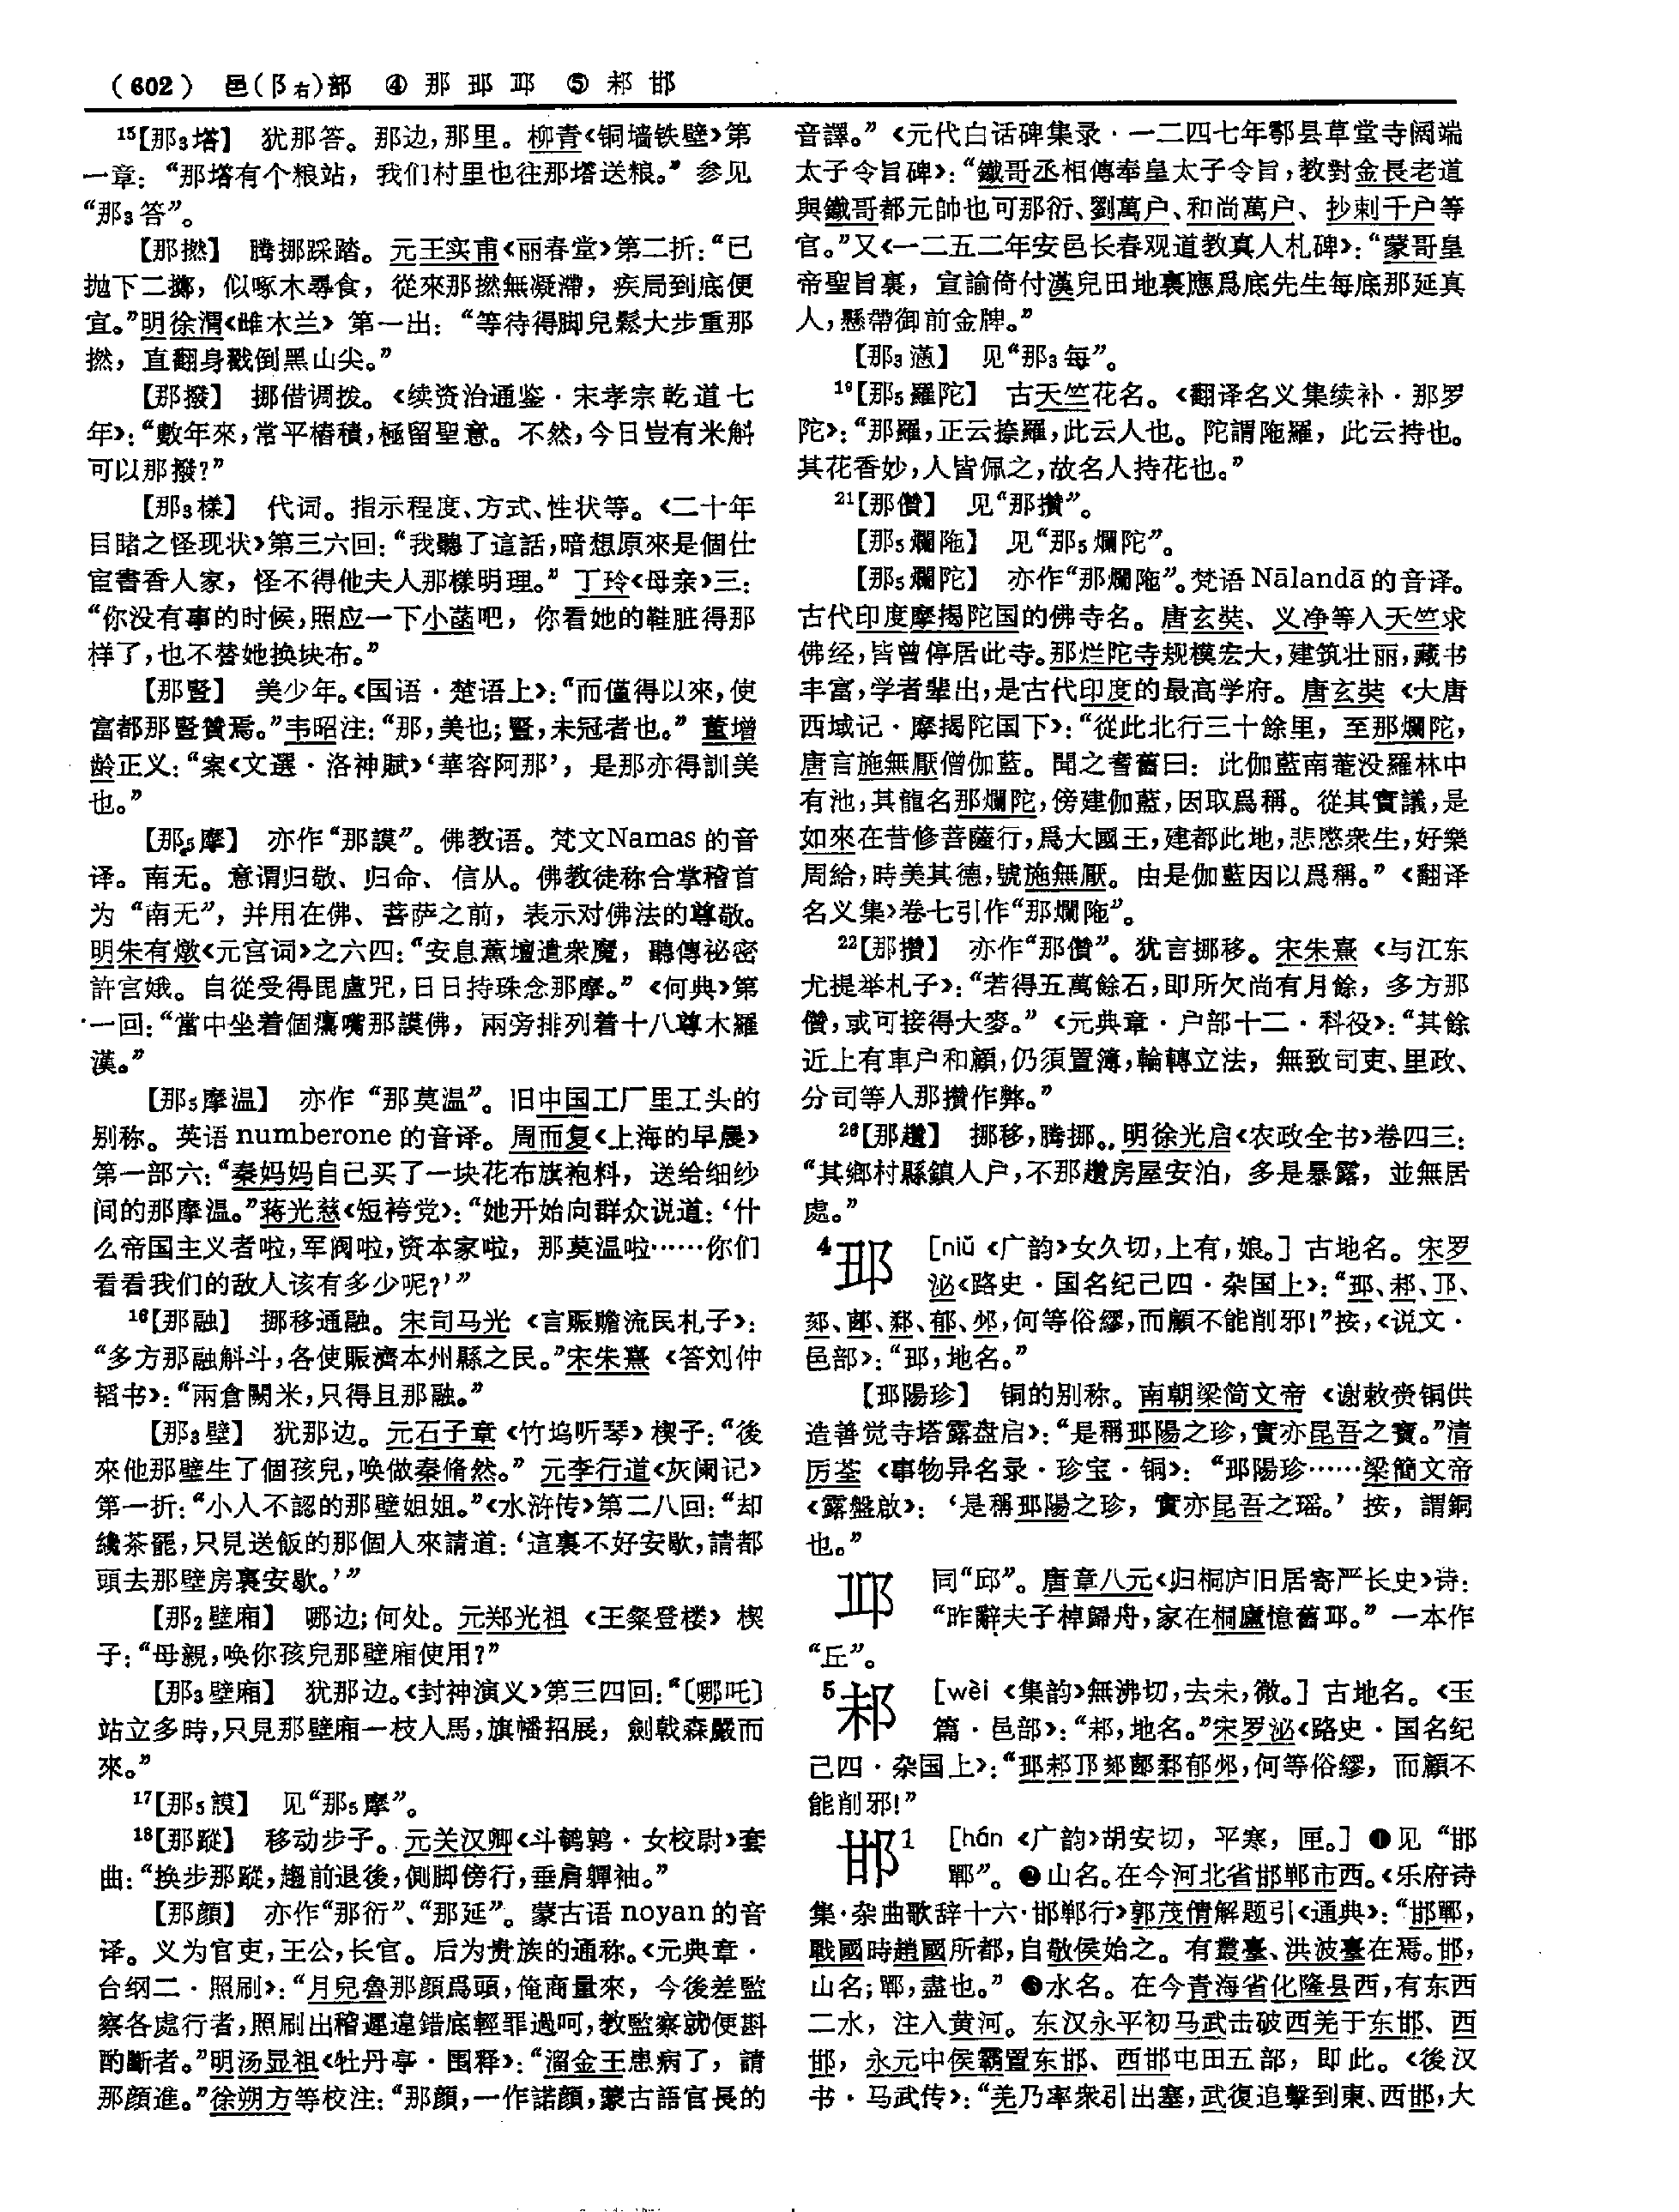 (602) 邑(阝右)部 ④ 那 邢 邼 ⑤ 𨚨 邯
¹⁵【那₃塔】 犹那答。那边,那里。柳青《铜墙铁壁》第
一章:“那塔有个粮站,我们村里也往那塔送粮。”参见
“那₃答”。
【那撚】 腾挪踩踏。元王实甫《丽春堂》第二折:“已
抛下二擲,似啄木尋食,從來那撚無凝滯,疾局到底便
宜。”明徐渭《雌木兰》第一出:“等待得脚兒鬆大步重那
撚,直翻身戳倒黑山尖。”
【那撥】 挪借调拨。《续资治通鉴·宋孝宗乾道七
年》:“數年來,常平樁積,極留聖意。不然,今日豈有米斛
可以那撥?”
【那₃樣】 代词。指示程度、方式、性状等。《二十年
目睹之怪现状》第三六回:“我聽了這話,暗想原來是個仕
宦書香人家,怪不得他夫人那樣明理。”丁玲《母亲》三:
“你没有事的时候,照应一下小菡吧,你看她的鞋脏得那
样了,也不替她换块布。”
【那豎】 美少年。《国语·楚语上》:“而僅得以來,使
富都那豎贊焉。”韦昭注:“那,美也;豎,未冠者也。”董增
龄正义:“案《文選·洛神賦》‘華容阿那’,是那亦得訓美
也。”
【那₅摩】 亦作“那謨”。佛教语。梵文Namas的音
译。南无。意谓归敬、归命、信从。佛教徒称合掌稽首
为“南无”,并用在佛、菩萨之前,表示对佛法的尊敬。
明朱有燉《元宫词》之六四:“安息薰壇遣衆魔,聽傳祕密
許宫娥。自從受得毘盧咒,日日持珠念那摩。”《何典》第
一回:“當中坐着個癟嘴那謨佛,兩旁排列着十八尊木羅
漢。”
【那₅摩温】 亦作“那莫温”。旧中国工厂里工头的
别称。英语numberone的音译。周而复《上海的早晨》
第一部六:“秦妈妈自己买了一块花布旗袍料,送给细纱
间的那摩温。”蒋光慈《短裤党》:“她开始向群众说道:‘什
么帝国主义者啦,军阀啦,资本家啦,那莫温啦……你们
看看我们的敌人该有多少呢?’”
¹⁶【那融】 挪移通融。宋司马光《言赈赡流民札子》:
“多方那融斛斗,各使賑濟本州縣之民。”宋朱熹《答刘仲
韬书》:“兩倉闕米,只得且那融。”
【那₃壁】 犹那边。元石子章《竹坞听琴》楔子:“後
來他那壁生了個孩兒,唤做秦脩然。”元李行道《灰阑记》
第一折:“小人不認的那壁姐姐。”《水浒传》第二八回:“却
纔茶罷,只見送飯的那個人來請道:‘這裏不好安歇,請都
頭去那壁房裏安歇。’”
【那₂壁廂】 哪边;何处。元郑光祖《王粲登楼》楔
子:“母親,唤你孩兒那壁廂使用?”
【那₃壁廂】 犹那边。《封神演义》第三四回:“〔哪吒〕
站立多時,只見那壁廂一枝人馬,旗幡招展,劍戟森嚴而
來。”
¹⁷【那₅謨】 见“那₅摩”。
¹⁸【那蹤】 移动步子。元关汉卿《斗鹌鹑·女校尉》套
曲:“换步那蹤,趨前退後,側脚傍行,垂肩嚲袖。”
【那顔】 亦作“那衍”、“那延”。蒙古语noyan的音
译。义为官吏,王公,长官。后为贵族的通称。《元典章·
台纲二·照刷》:“月兒魯那顔爲頭,俺商量來,今後差監
察各處行者,照刷出稽遲違錯底輕罪過呵,教監察就便斟
酌斷者。”明汤显祖《牡丹亭·围释》:“溜金王患病了,請
那顔進。”徐朔方等校注:“那顔,一作諾顔,蒙古語官長的
音譯。”《元代白话碑集录·一二四七年鄠县草堂寺阔端
太子令旨碑》:“鐵哥丞相傳奉皇太子令旨,教對金長老道
與鐵哥都元帥也可那衍、劉萬户、和尚萬户、抄剌千户等
官。”又《一二五二年安邑长春观道教真人札碑》:“蒙哥皇
帝聖旨裏,宣諭倚付漢兒田地裏應爲底先生每底那延真
人,懸帶御前金牌。”
【那₃懣】 见“那₃每”。
¹⁹【那₅羅陀】 古天竺花名。《翻译名义集续补·那罗
陀》:“那羅,正云捺羅,此云人也。陀謂陁羅,此云持也。
其花香妙,人皆佩之,故名人持花也。”
²¹【那儹】 见“那攢”。
【那₅爛陁】 见“那₅爛陀”。
【那₅爛陀】 亦作“那爛陁”。梵语Nālandā的音译。
古代印度摩揭陀国的佛寺名。唐玄奘、义净等入天竺求
佛经,皆曾停居此寺。那烂陀寺规模宏大,建筑壮丽,藏书
丰富,学者辈出,是古代印度的最高学府。唐玄奘《大唐
西域记·摩揭陀国下》:“從此北行三十餘里,至那爛陀,
唐言施無厭僧伽藍。聞之耆舊曰:此伽藍南菴没羅林中
有池,其龍名那爛陀,傍建伽藍,因取爲稱。從其實議,是
如來在昔修菩薩行,爲大國王,建都此地,悲愍衆生,好樂
周給,時美其德,號施無厭。由是伽藍因以爲稱。”《翻译
名义集》卷七引作“那爛陁”。
²²【那攢】 亦作“那儹”。犹言挪移。宋朱熹《与江东
尤提举札子》:“若得五萬餘石,即所欠尚有月餘,多方那
儹,或可接得大麥。”《元典章·户部十二·科役》:“其餘
近上有車户和顧,仍須置簿,輪轉立法,無致司吏、里政、
分司等人那攢作弊。”
²⁶【那趲】 挪移,腾挪。明徐光启《农政全书》卷四三:
“其鄉村縣鎮人户,不那趲房屋安泊,多是暴露,並無居
處。”
⁴ [niǔ《广韵》女久切,上有,娘。]古地名。宋罗
泌《路史·国名纪己四·杂国上》:
何等俗繆,而顧不能削邪!”按,《说文·
邑部》:“,地名。”
【陽珍】 铜的别称。南朝梁简文帝《谢敕赉铜供
造善觉寺塔露盘启》:“是稱陽之珍,實亦昆吾之寶。”清
厉荃《事物异名录·珍宝·铜》:“陽珍……梁簡文帝
《露盤啟》:‘是稱陽之珍,實亦昆吾之瑶。’按,謂銅
也。”
同“邱”。唐章八元《归桐庐旧居寄严长史》诗:
“昨辭夫子棹歸舟,家在桐廬憶舊。”一本作
“丘”。
⁵ [wèi《集韵》無沸切,去未,微。]古地名。《玉
篇·邑部》:“,地名。”宋罗泌《路史·国名纪
己四·杂国上》:何等俗繆,而顧不
能削邪!”
邯¹ [hán《广韵》胡安切,平寒,匣。]❶见“邯
郸”。❷山名。在今河北省邯郸市西。《乐府诗
集·杂曲歌辞十六·邯郸行》郭茂倩解题引《通典》:“邯鄲,
戰國時趙國所都,自敬侯始之。有叢臺、洪波臺在焉。邯,
山名;鄲,盡也。”❸水名。在今青海省化隆县西,有东西
二水,注入黄河。东汉永平初马武击破西羌于东邯、西
邯,永元中侯霸置东邯、西邯屯田五部,即此。《後汉
书·马武传》:“羌乃率衆引出塞,武復追擊到東、西邯,大